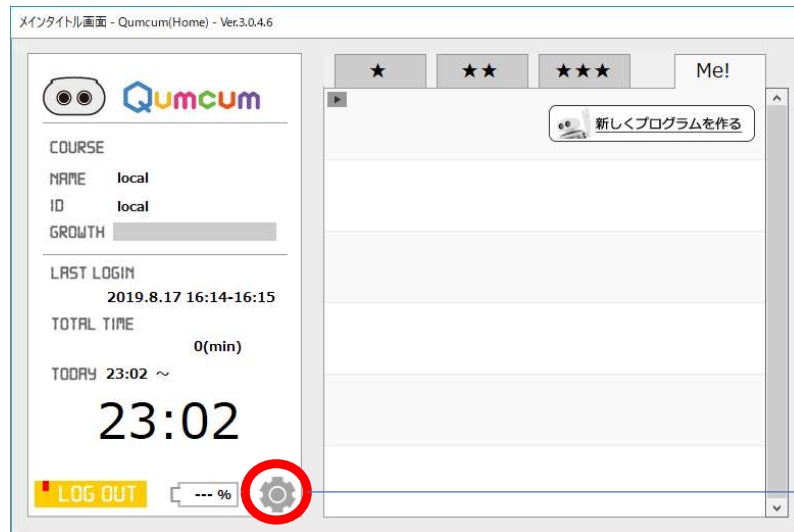 メインタイトル画面 - Qumcum(Home) - Ver.3.0.4.6
Qumcum
COURSE
NAME local
ID local
GROWTH
LAST LOGIN
2019.8.17 16:14-16:15
TOTAL TIME
0(min)
TODAY 23:02 ~
23:02
LOG OUT
--- %
★ ★★ ★★★ Me!
新しくプログラムを作る